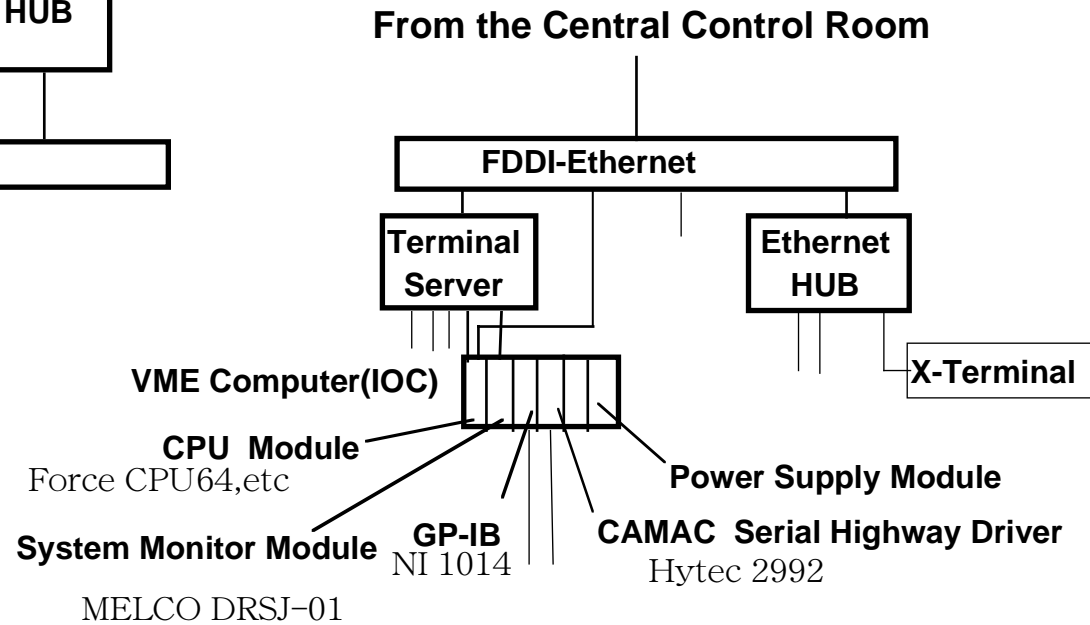 HUB
From the Central Control Room
FDDI-Ethernet
Terminal
Server
Ethernet
HUB
VME Computer(IOC)
X-Terminal
CPU Module
Force CPU64,etc
Power Supply Module
System Monitor Module
GP-IB
NI 1014
CAMAC Serial Highway Driver
Hytec 2992
MELCO DRSJ-01